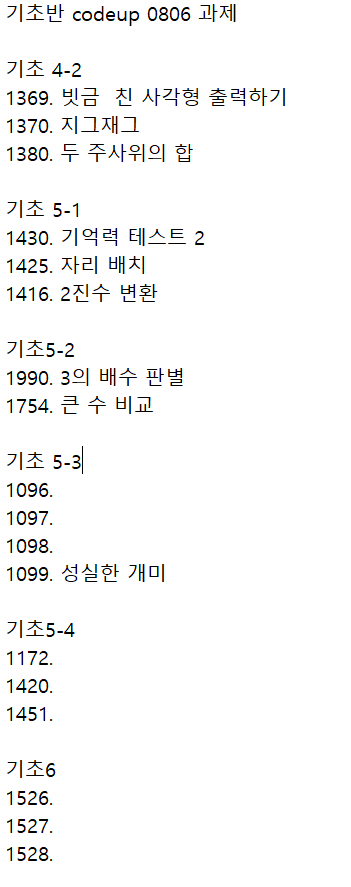 기초반 codeup 0806 과제
기초 4-2
1369. 빗금  친 사각형 출력하기
1370. 지그재그
1380. 두 주사위의 합
기초 5-1
1430. 기억력 테스트 2
1425. 자리 배치
1416. 2진수 변환
기초5-2
1990. 3의 배수 판별
1754. 큰 수 비교
기초 5-3
1096.
1097.
1098.
1099. 성실한 개미
기초5-4
1172.
1420.
1451.
기초6
1526.
1527.
1528.